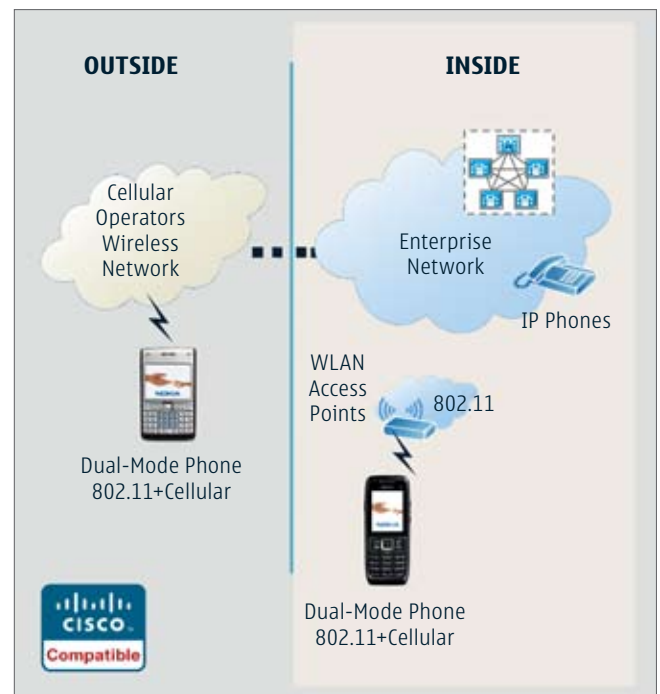 OUTSIDE
INSIDE
Cellular
Operators
Wireless
Network
Enterprise
Network
IP Phones
WLAN
Access
Points
802.11
NOKIA
Dual-Mode Phone
802.11+Cellular
Dual-Mode Phone
802.11+Cellular
CISCO
Compatible